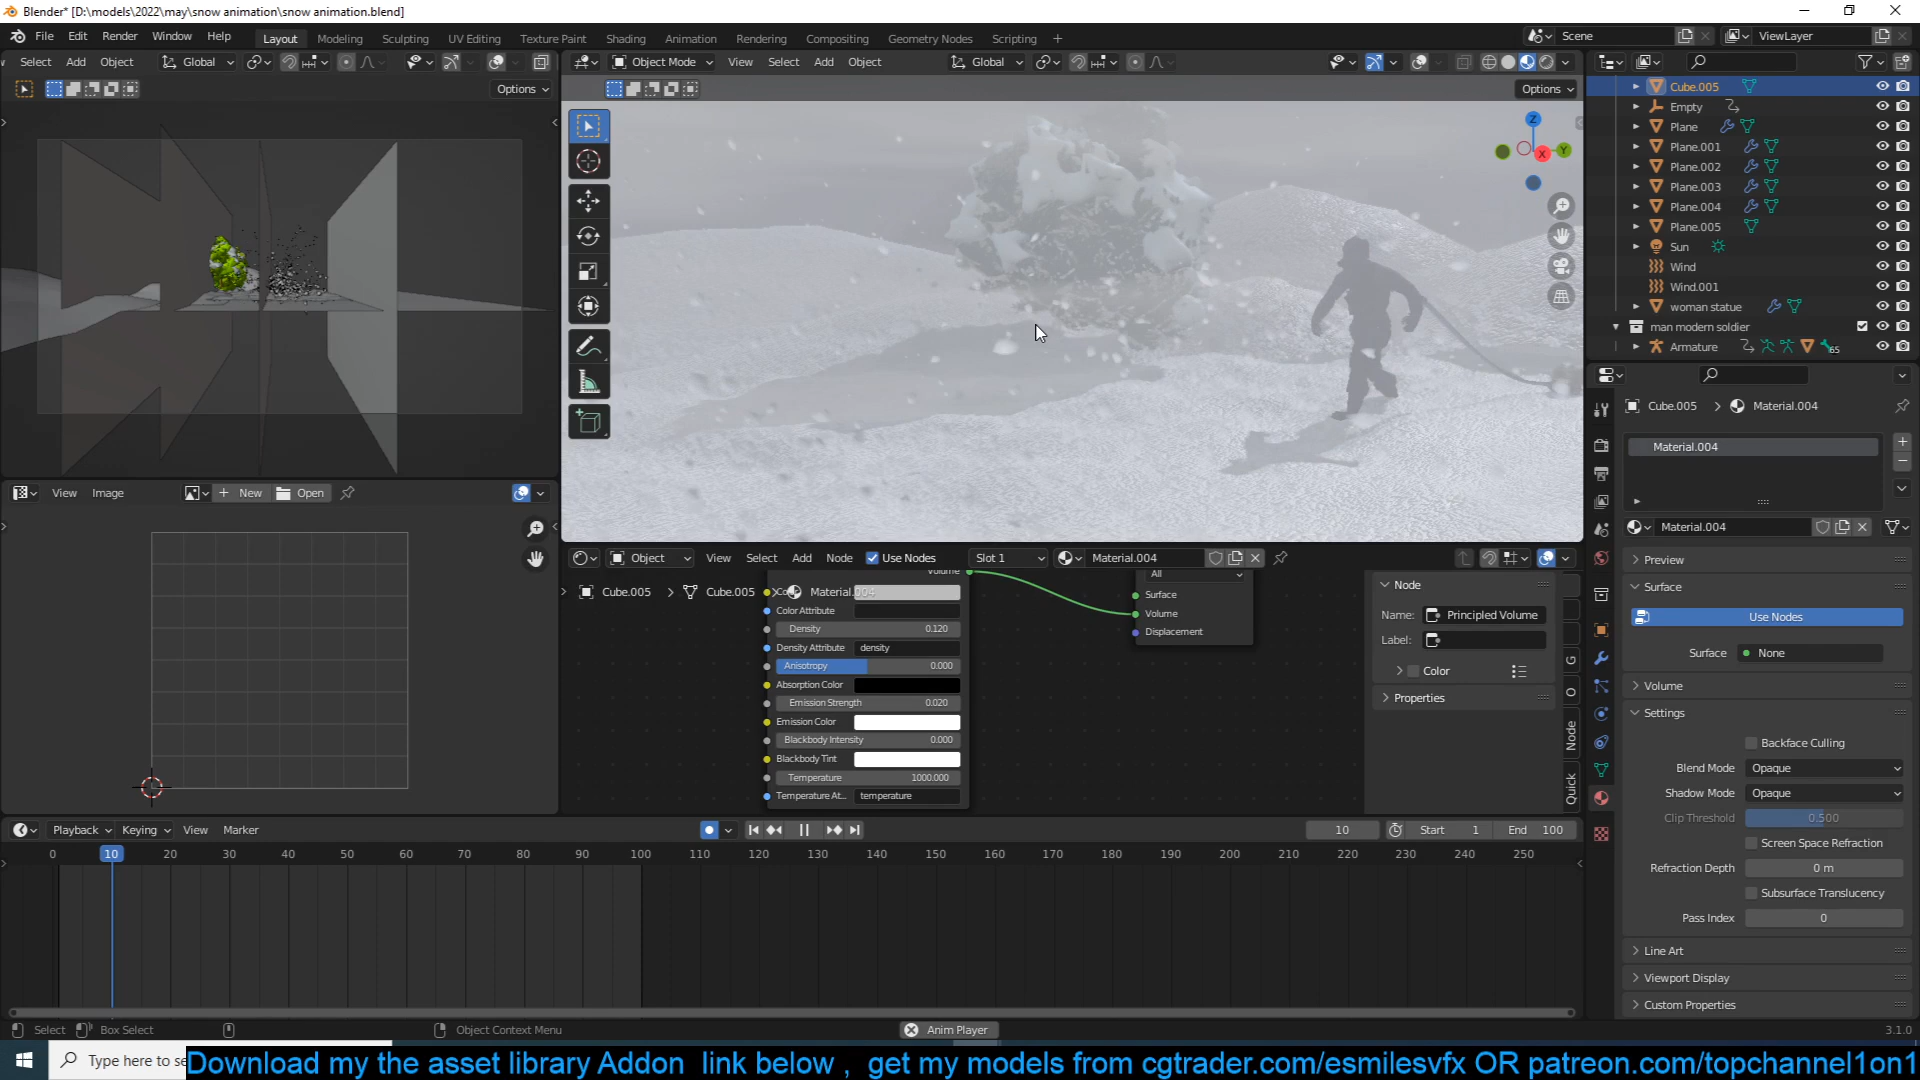 Blender* [D:\models\2022\may\snow animation\snow animation.blend]
File Edit Render Window Help Layout Modeling Sculpting UV Editing Texture Paint Shading Animation Rendering Compositing Geometry Nodes Scripting + Scene ViewLayer
Select Add Object Global
Object Mode View Select Add Object Global
Options
Options
Z
Y
X
Cube.005
Empty
Plane
Plane.001
Plane.002
Plane.003
Plane.004
Plane.005
Sun
Wind
Wind.001
woman statue
man modern soldier
Armature 65
Cube.005 > Material.004
Material.004
Material.004
Preview
Surface
Use Nodes
Surface None
Volume
Settings
Backface Culling
Blend Mode Opaque
Shadow Mode Opaque
Clip Threshold 0.500
Screen Space Refraction
Refraction Depth 0 m
Subsurface Translucency
Pass Index 0
Line Art
Viewport Display
Custom Properties
View Image New Open
Object View Select Add Node Use Nodes Slot 1 Material.004
Cube.005 > Cube.005 > Material.004
Volume
Color Attribute
Density 0.120
Density Attribute density
Anisotropy 0.000
Absorption Color
Emission Strength 0.020
Emission Color
Blackbody Intensity 0.000
Blackbody Tint
Temperature 1000.000
Temperature At... temperature
All
Surface
Volume
Displacement
Node
Name: Principled Volume
Label:
Color
Properties
G
O
Node
Quick
Playback Keying View Marker 10 Start 1 End 100
0 10 20 30 40 50 60 70 80 90 100 110 120 130 140 150 160 170 180 190 200 210 220 230 240 250
Select Box Select Object Context Menu Anim Player 3.1.0
Type here to se
Download my the asset library Addon link below , get my models from cgtrader.com/esmilesvfx OR patreon.com/topchannel1on1